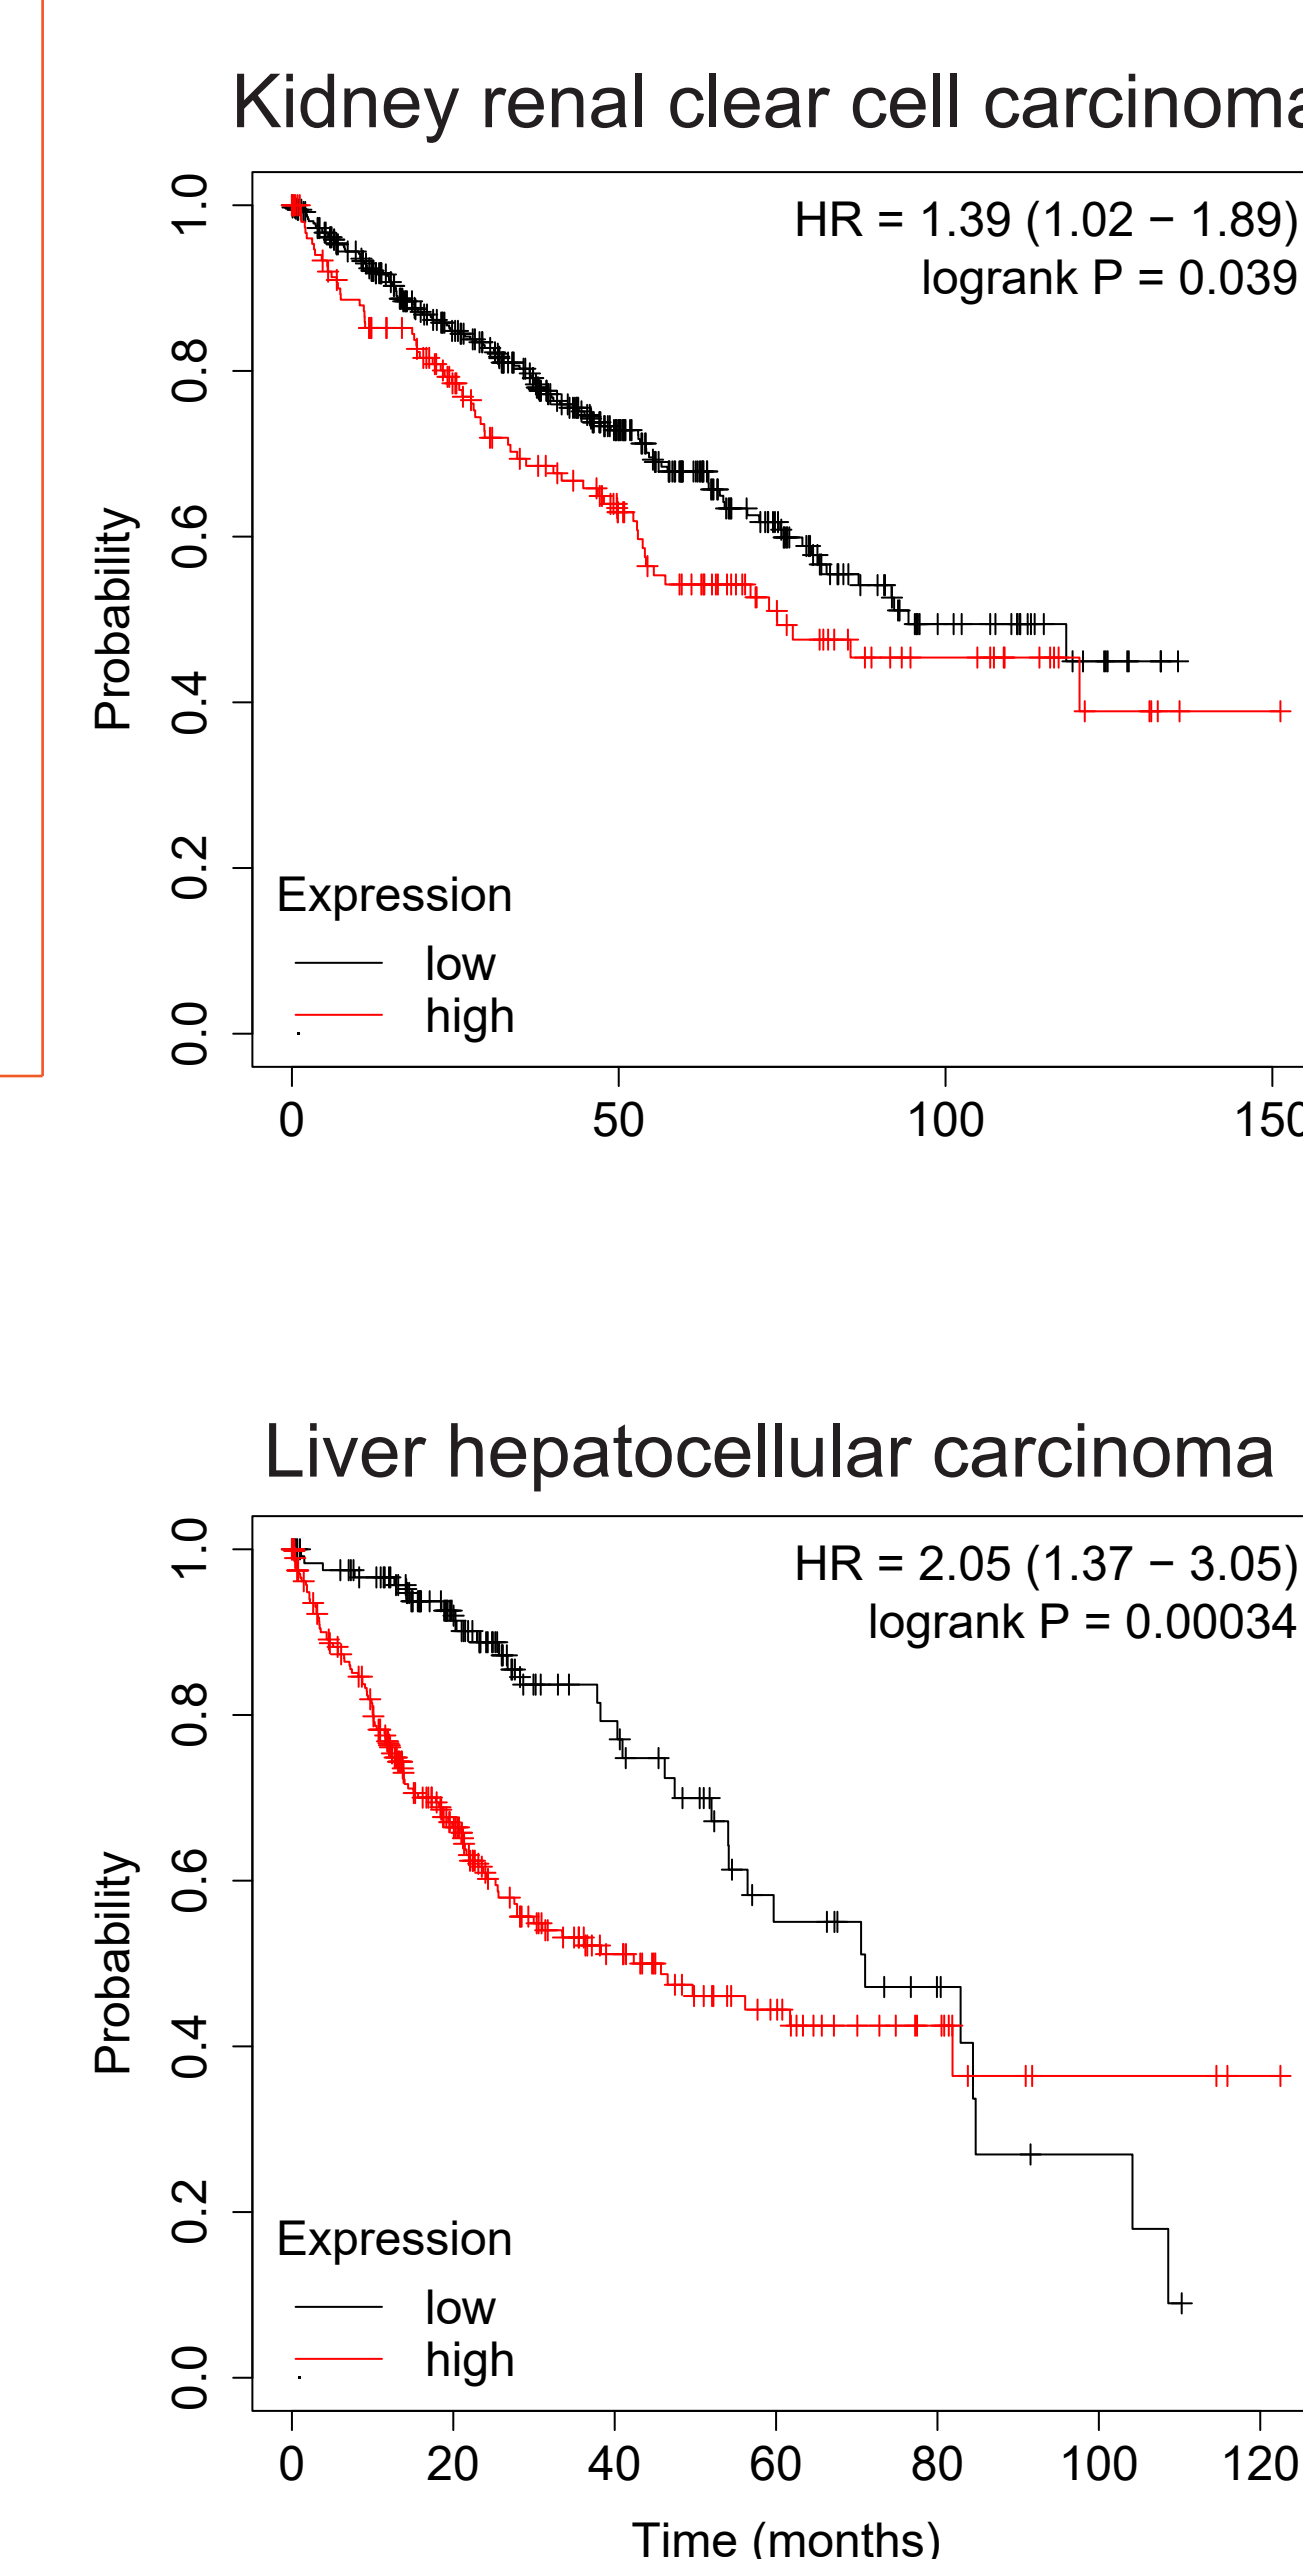 Kidney renal clear cell carcinoma
HR = 1.39 (1.02 − 1.89)
logrank P = 0.039
1.0
0.8
0.6
0.4
0.2
0.0
Probability
Expression
low
high
0 50 100 150
Liver hepatocellular carcinoma
HR = 2.05 (1.37 − 3.05)
logrank P = 0.00034
1.0
0.8
0.6
0.4
0.2
0.0
Probability
Expression
low
high
0 20 40 60 80 100 120
Time (months)